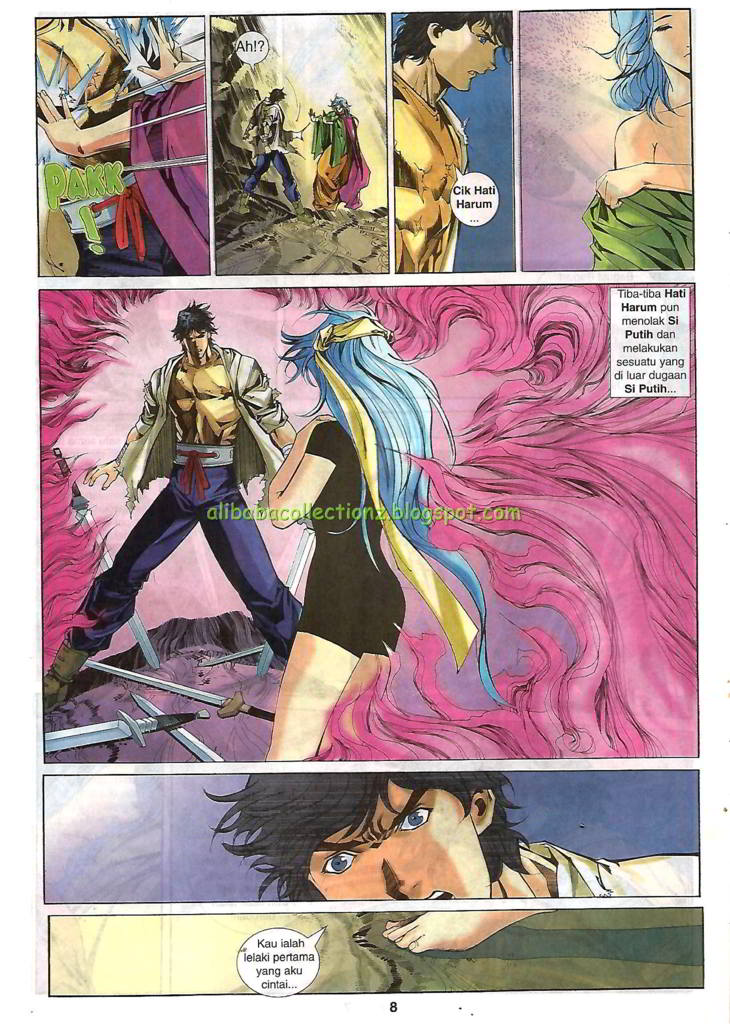 PAKK
!
Ah!?
Cik Hati
Harum
...
Tiba-tiba Hati
Harum pun
menolak Si
Putih dan
melakukan
sesuatu yang
di luar dugaan
Si Putih...
alibabacollectionz.blogspot.com
Kau ialah
lelaki pertama
yang aku
cintai...
8